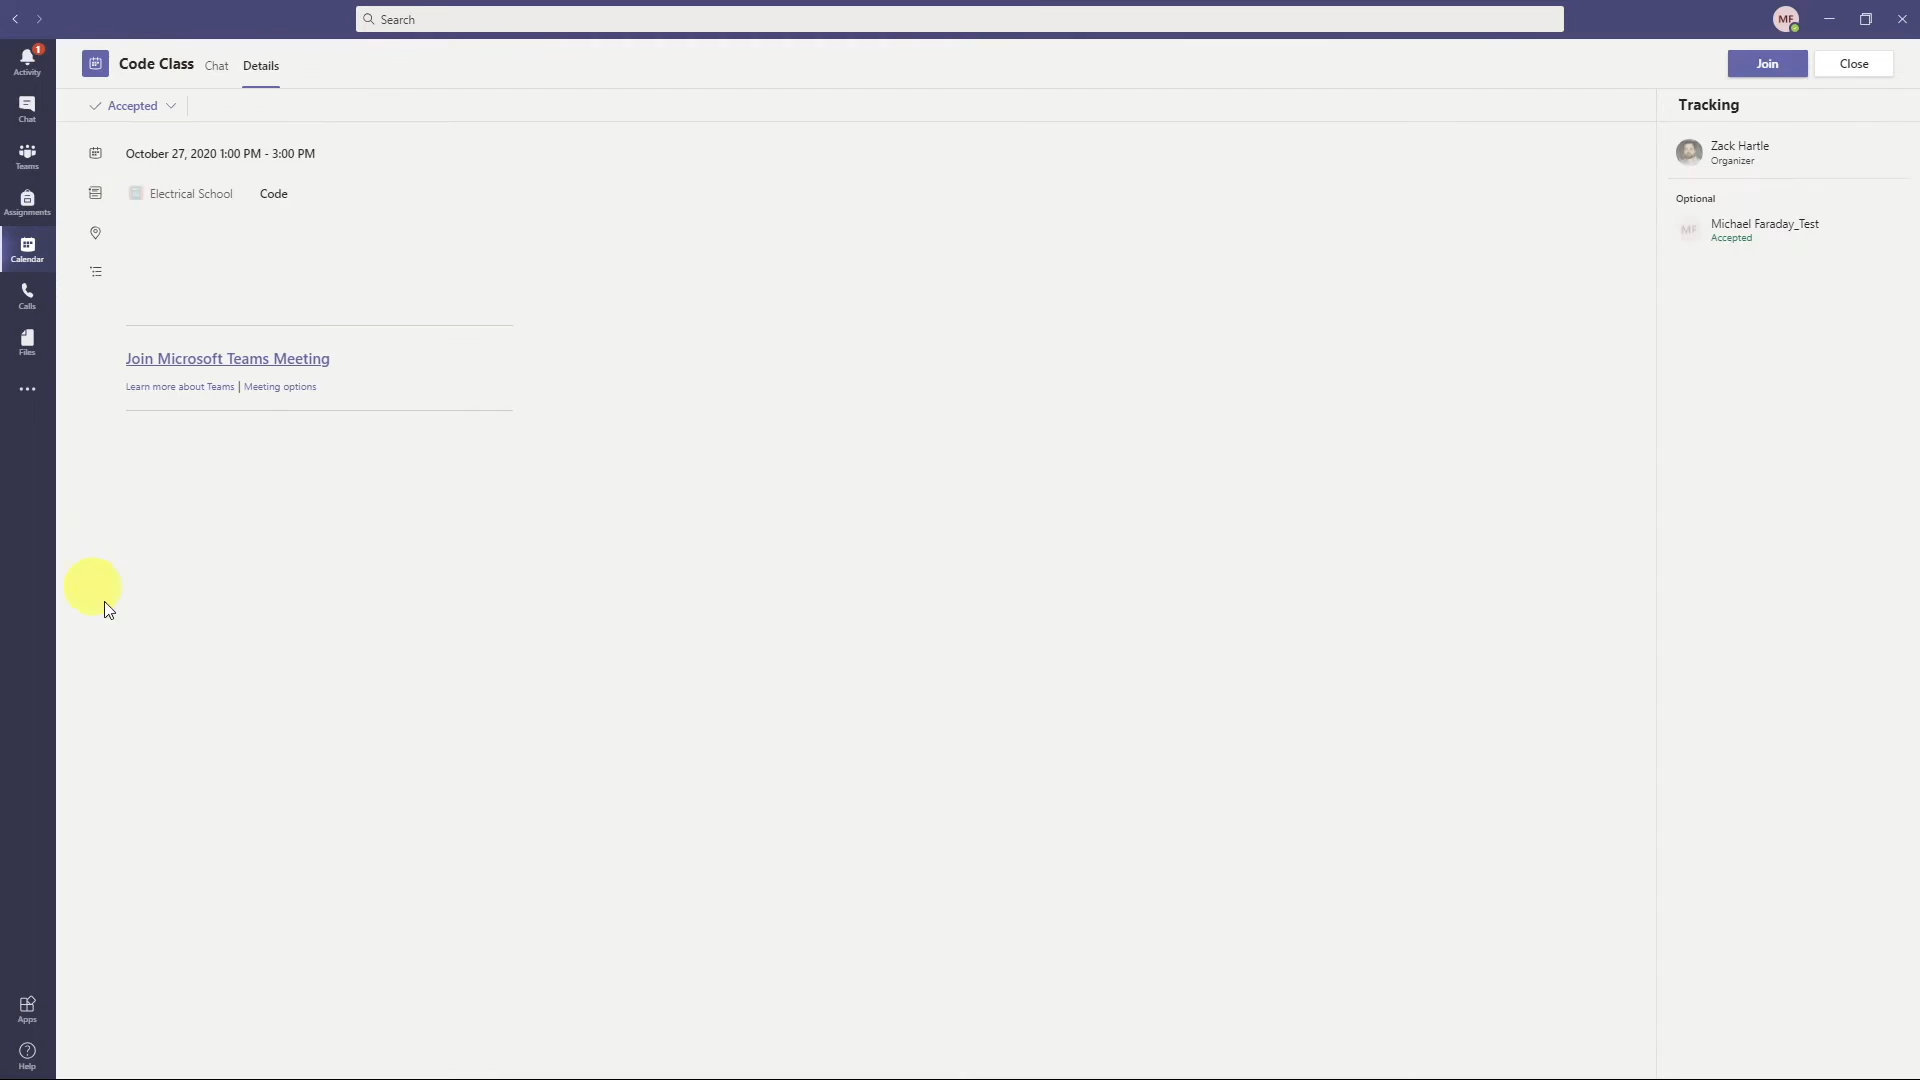 Search
MF
1
Activity
Chat
Teams
Assignments
Calendar
Calls
Files
Apps
Help
Code Class Chat Details
Join Close
Accepted
October 27, 2020 1:00 PM - 3:00 PM
Electrical School Code
Join Microsoft Teams Meeting
Learn more about Teams | Meeting options
Tracking
Zack Hartle
Organizer
Optional
MF
Michael Faraday_Test
Accepted